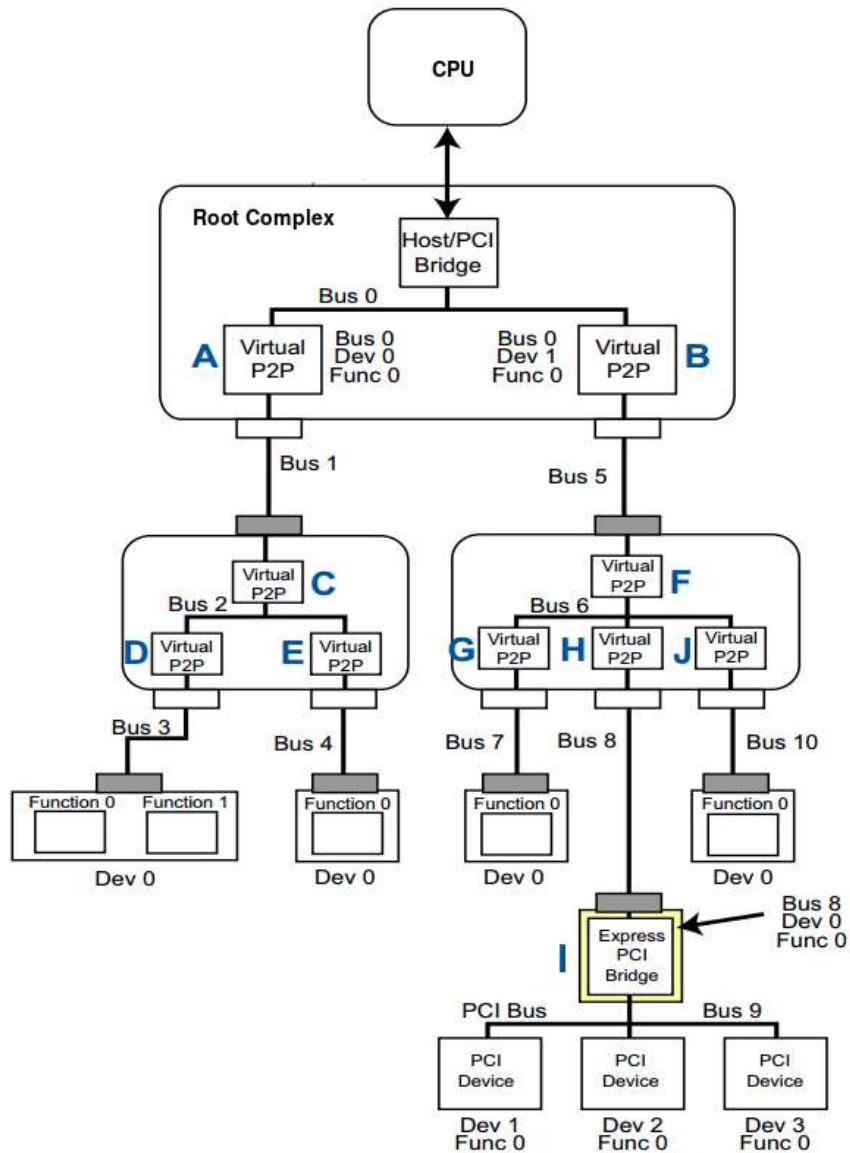 CPU
Root Complex
Host/PCI
Bridge
Bus 0
A
Virtual
P2P
Bus 0
Dev 0
Func 0
Bus 0
Dev 1
Func 0
Virtual
P2P
B
Bus 1
Bus 5
Virtual
P2P
C
Bus 2
D
Virtual
P2P
E
Virtual
P2P
Virtual
P2P
F
Bus 6
G
Virtual
P2P
H
Virtual
P2P
J
Virtual
P2P
Bus 3
Bus 4
Bus 7
Bus 8
Bus 10
Function 0
Function 1
Dev 0
Function 0
Dev 0
Function 0
Dev 0
Function 0
Dev 0
Bus 8
Dev 0
Func 0
I
Express
PCI
Bridge
PCI Bus
Bus 9
PCI
Device
PCI
Device
PCI
Device
Dev 1
Func 0
Dev 2
Func 0
Dev 3
Func 0